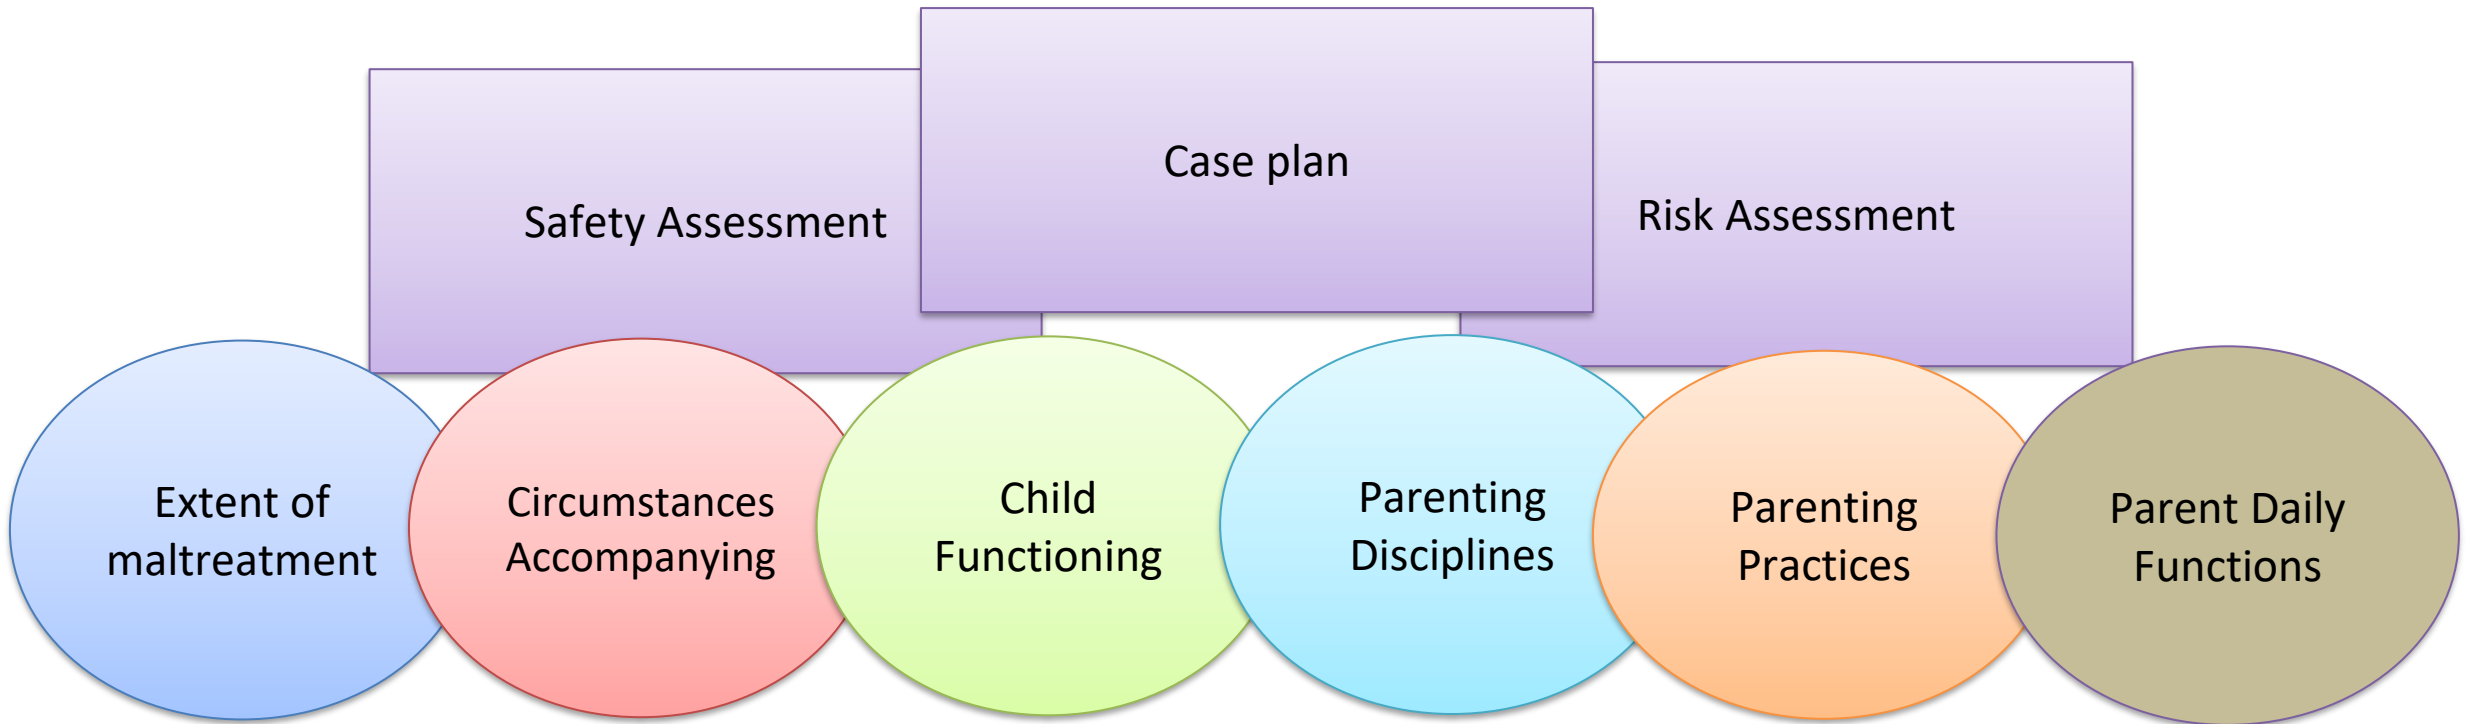 Case plan
Safety Assessment
Risk Assessment
Extent of
maltreatment
Circumstances
Accompanying
Child
Functioning
Parenting
Disciplines
Parenting
Practices
Parent Daily
Functions